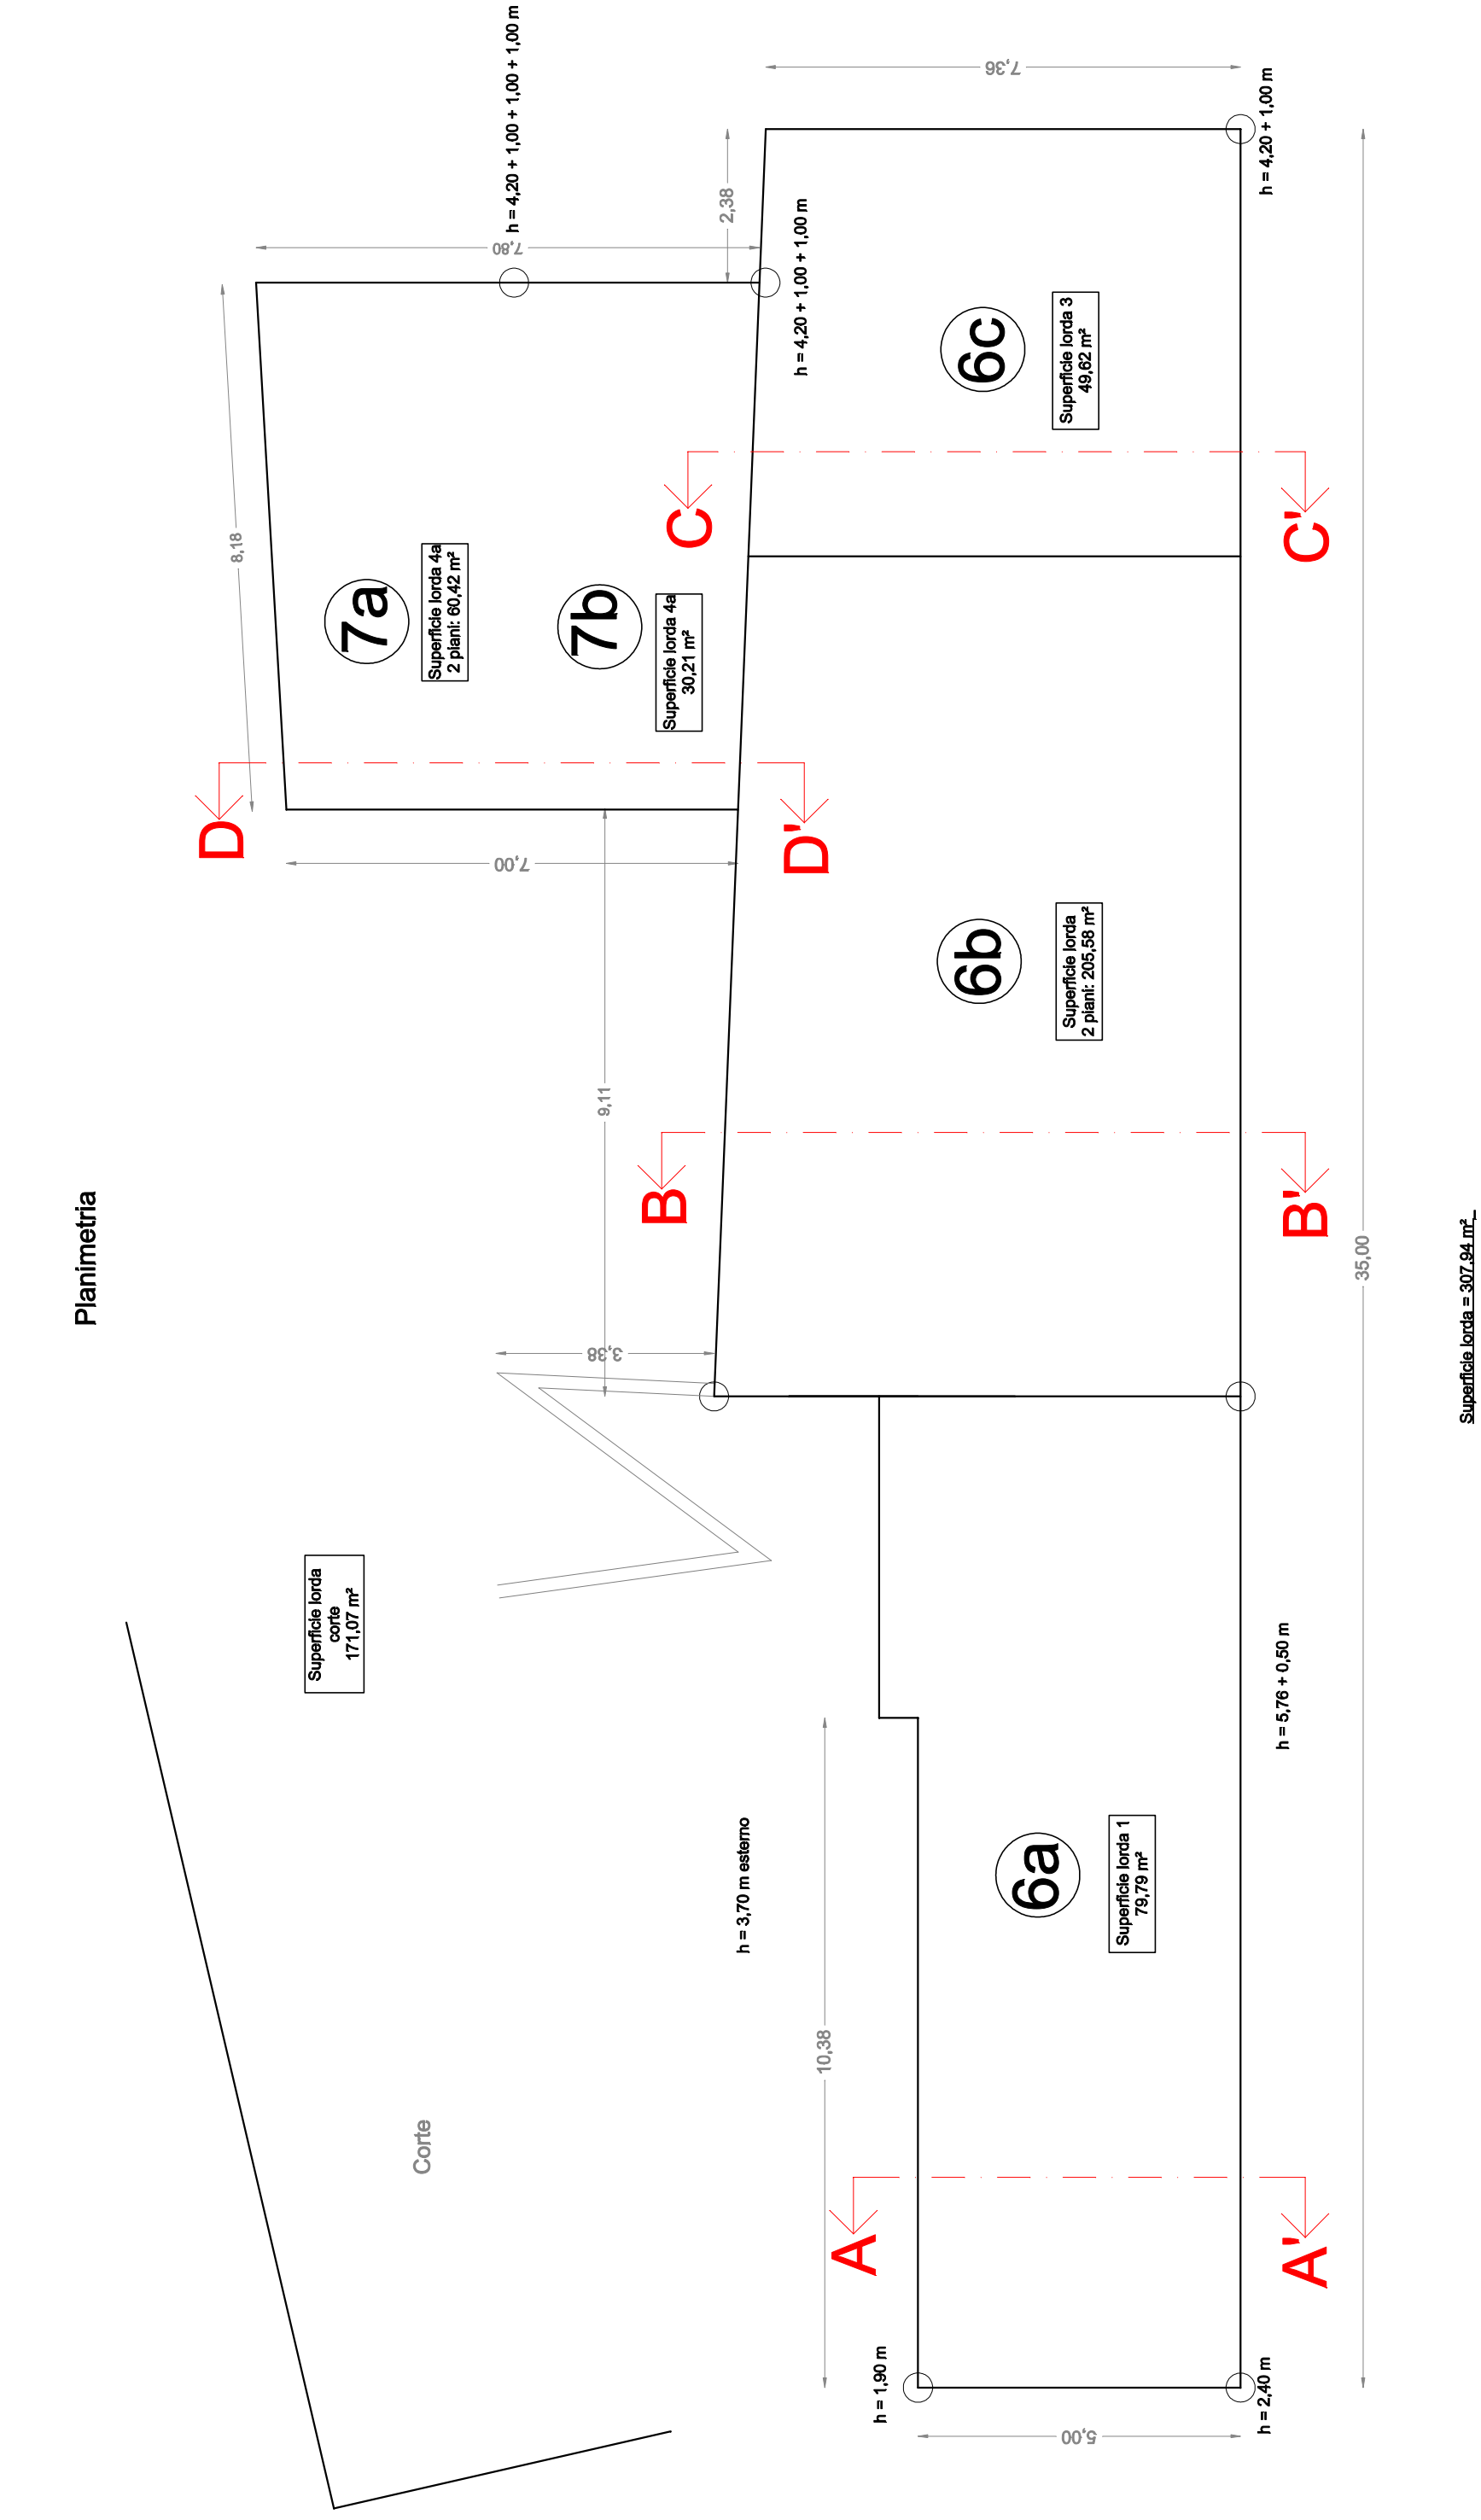 Planimetria
Superficie lorda
corte
171,07 m²
Corte
D
D'
8,18
7,00
7,80
7a
Superficie lorda 4a
2 piani: 60,42 m²
7b
Superficie lorda 4a
30,21 m²
h = 4,20 + 1,00 + 1,00 + 1,00 m
2,38
7,36
9,11
3,38
h = 3,70 m esterno
10,38
h = 1,90 m
A
A'
B
B'
C
C'
h = 4,20 + 1,00 + 1,00 m
6a
Superficie lorda 1
79,79 m²
6b
Superficie lorda
2 piani: 205,58 m²
6c
Superficie lorda 3
49,62 m²
5,00
h = 2,40 m
h = 5,76 + 0,50 m
h = 4,20 + 1,00 m
35,00
Superficie lorda = 307,94 m²